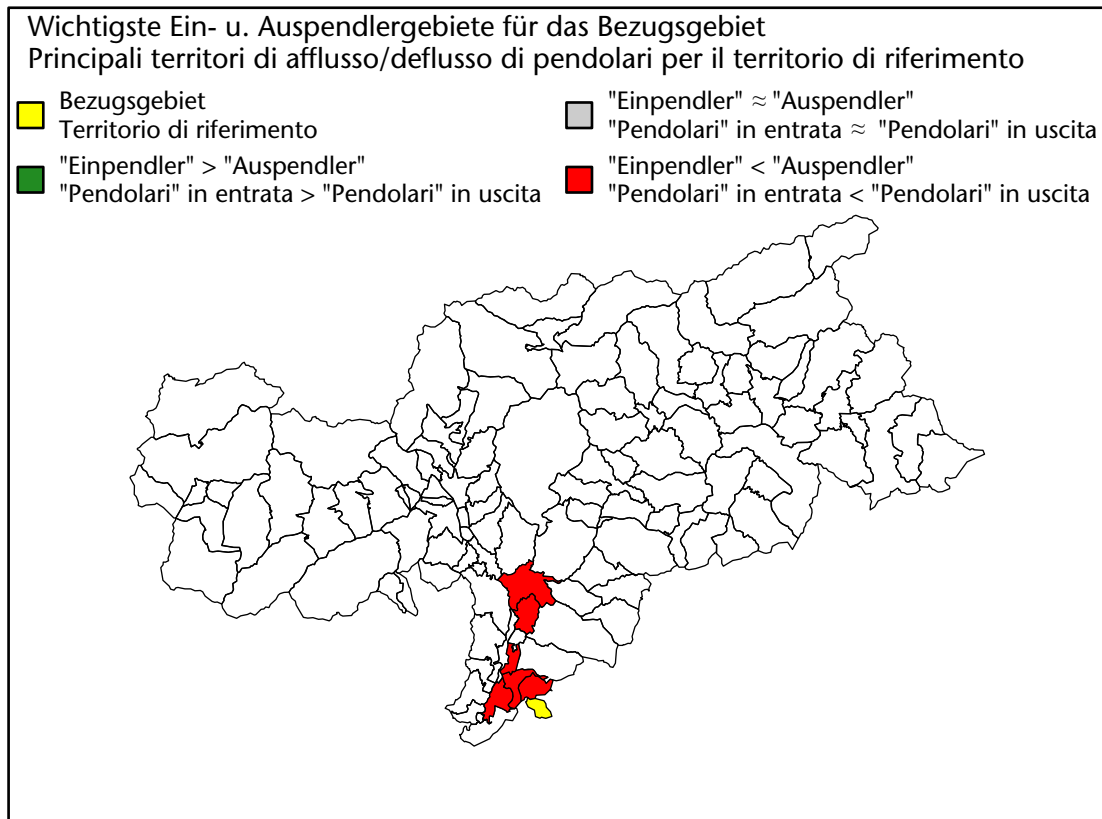 Wichtigste Ein- u. Auspendlergebiete für das Bezugsgebiet
Principali territori di afflusso/deflusso di pendolari per il territorio di riferimento
Bezugsgebiet
Territorio di riferimento
"Einpendler" > "Auspendler"
"Pendolari" in entrata > "Pendolari" in uscita
"Einpendler" ≈ "Auspendler"
"Pendolari" in entrata ≈ "Pendolari" in uscita
"Einpendler" < "Auspendler"
"Pendolari" in entrata < "Pendolari" in uscita